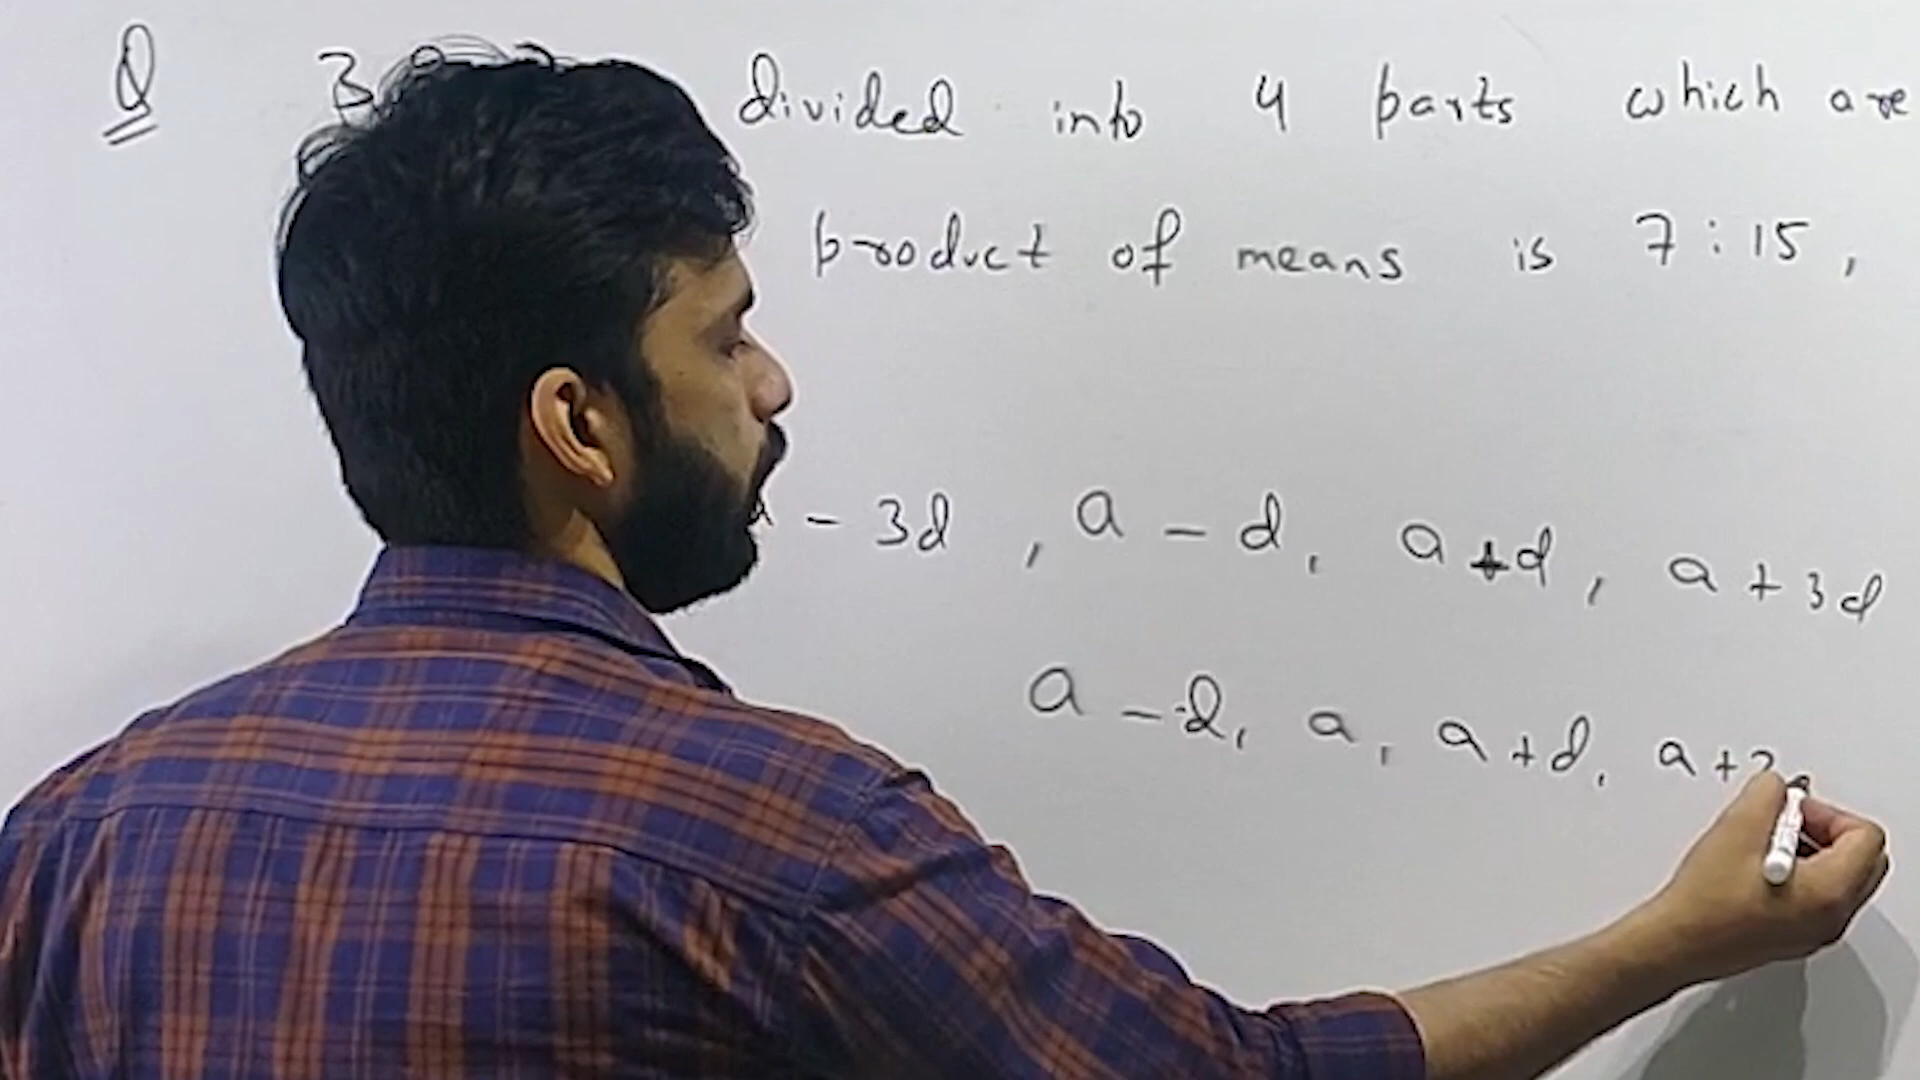 Q 3 divided into 4 parts which are
product of means is 7 : 15 ,
a - 3d , a - d , a + d , a + 3d
a - d , a , a + d , a + 2